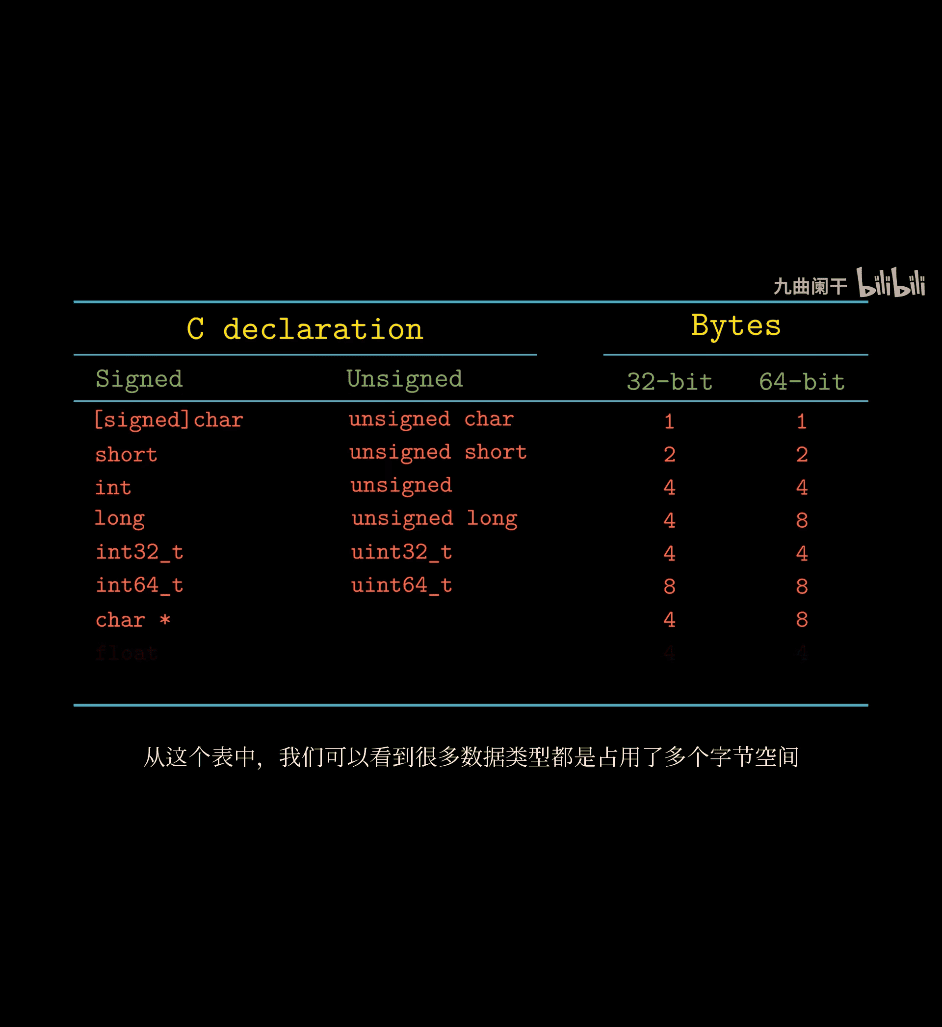 九曲阑干 bilibili
C declaration Bytes
Signed Unsigned 32-bit 64-bit
[signed]char unsigned char 1 1
short unsigned short 2 2
int unsigned 4 4
long unsigned long 4 8
int32_t uint32_t 4 4
int64_t uint64_t 8 8
char * 4 8
float 4 4
从这个表中，我们可以看到很多数据类型都是占用了多个字节空间